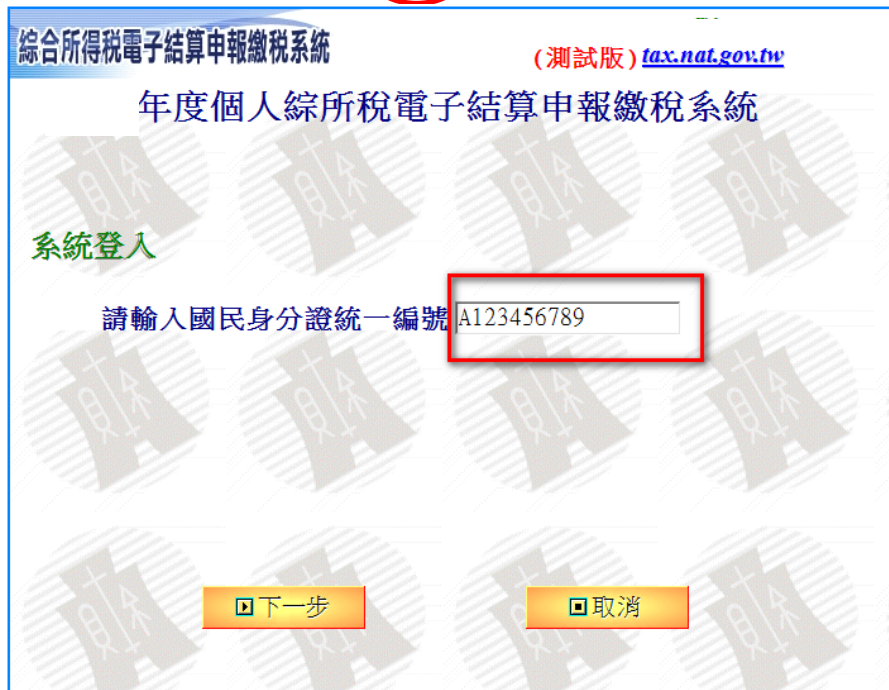 綜合所得稅電子結算申報繳稅系統
(測試版) tax.nat.gov.tw
年度個人綜所稅電子結算申報繳稅系統
系統登入
請輸入國民身分證統一編號 A123456789
下一步
取消